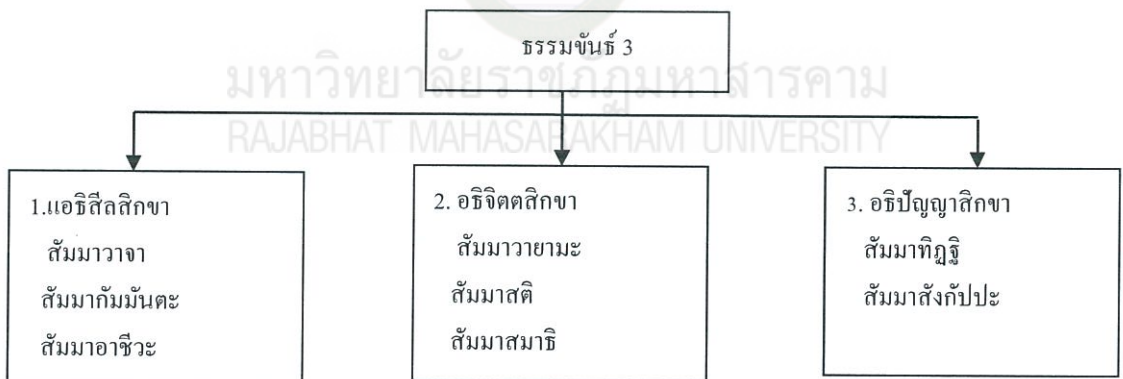 ธรรมขันธ์ 3
มหาวิทยาลัยราชภัฏมหาสารคาม
RAJABHAT MAHASARAKHAM UNIVERSITY
1.แอธิสีลสิกขา
สัมมาวาจา
สัมมากัมมันตะ
สัมมาอาชีวะ
2. อธิจิตตสิกขา
สัมมาวายามะ
สัมมาสติ
สัมมาสมาธิ
3. อธิปัญญาสิกขา
สัมมาทิฏฐิ
สัมมาสังกัปปะ